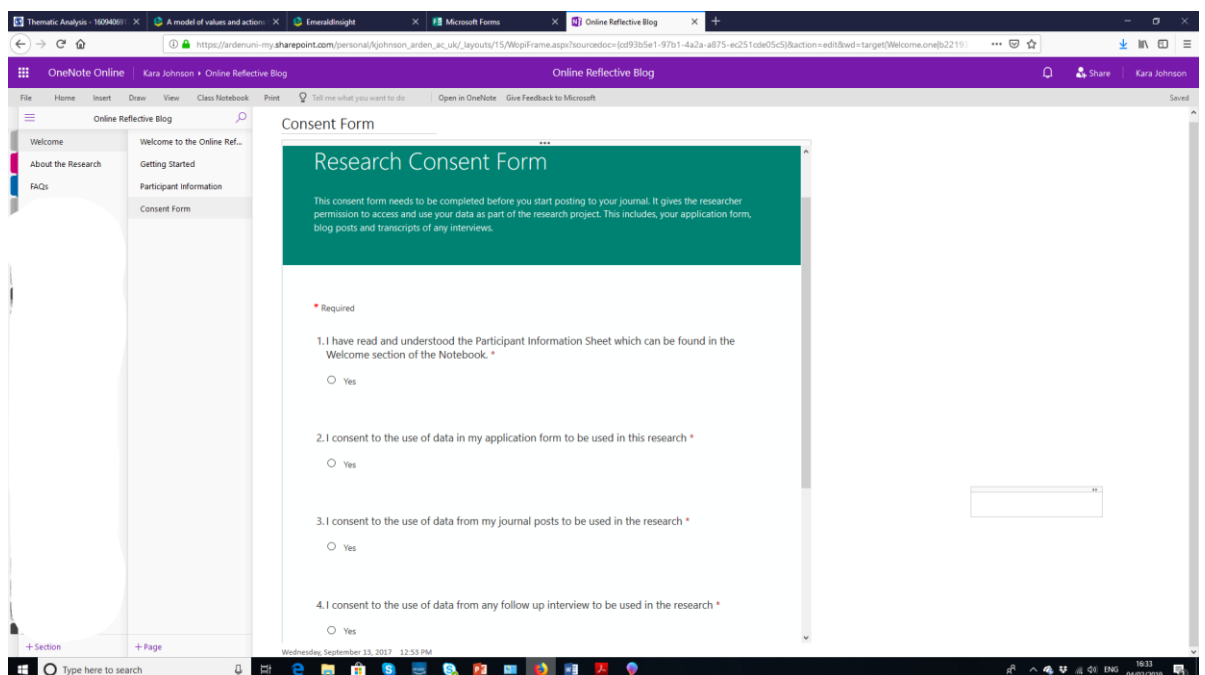 Thematic Analysis - 16094069
A model of values and actions
EmeraldInsight
Microsoft Forms
Online Reflective Blog
https://ardenuni-my.sharepoint.com/personal/kjohnson_arden_ac_uk/_layouts/15/WopiFrame.aspx?sourcedoc={cd93b5e1-97b1-4a2a-a875-ec251cde05c5}&action=edit&wd=target(Welcome.one|b2219
OneNote Online
Kara Johnson ▸ Online Reflective Blog
Online Reflective Blog
Share
Kara Johnson
File Home Insert Draw View Class Notebook Print Tell me what you want to do Open in OneNote Give Feedback to Microsoft Saved
Online Reflective Blog
Welcome
About the Research
FAQs
Welcome to the Online Ref...
Getting Started
Participant Information
Consent Form
Consent Form
Research Consent Form
This consent form needs to be completed before you start posting to your journal. It gives the researcher
permission to access and use your data as part of the research project. This includes, your application form,
blog posts and transcripts of any interviews.
* Required
1. I have read and understood the Participant Information Sheet which can be found in the
Welcome section of the Notebook. *
Yes
2. I consent to the use of data in my application form to be used in this research *
Yes
3. I consent to the use of data from my journal posts to be used in the research *
Yes
4. I consent to the use of data from any follow up interview to be used in the research *
Yes
+ Section
+ Page
Wednesday, September 13, 2017 12:53 PM
Type here to search
ENG
16:33
04/02/2019